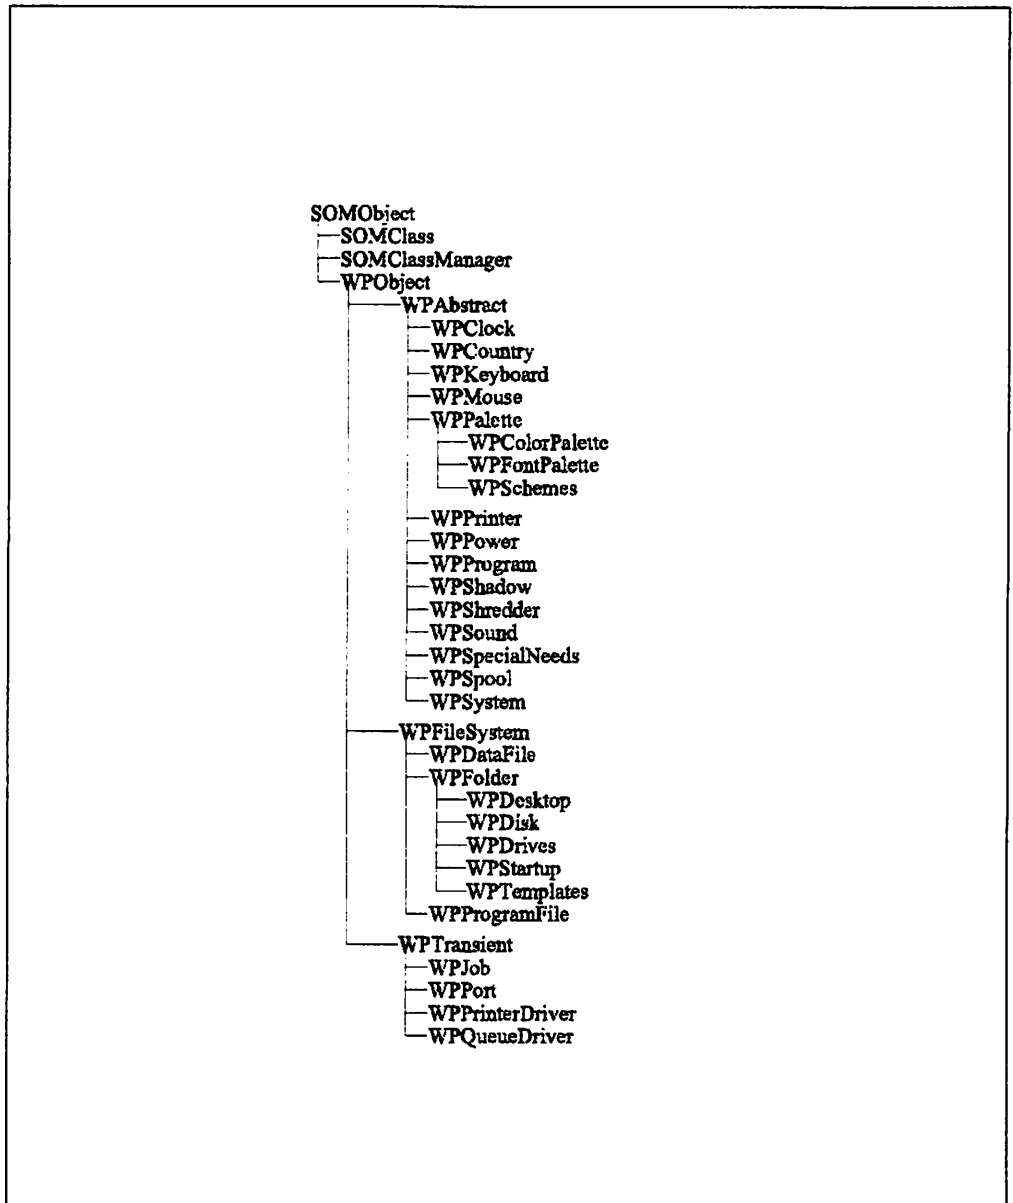 SOMObject
SOMClass
SOMClassManager
WPObject
WPAbstract
WPClock
WPCountry
WPKeyboard
WPMouse
WPPalette
WPColorPalette
WPFontPalette
WPSchemes
WPPrinter
WPPower
WPProgram
WPShadow
WPShredder
WPSound
WPSpecialNeeds
WPSpool
WPSystem
WPFileSystem
WPDataFile
WPFolder
WPDesktop
WPDisk
WPDrives
WPStartup
WPTemplates
WPProgramFile
WPTransient
WPJob
WPPort
WPPrinterDriver
WPQueueDriver